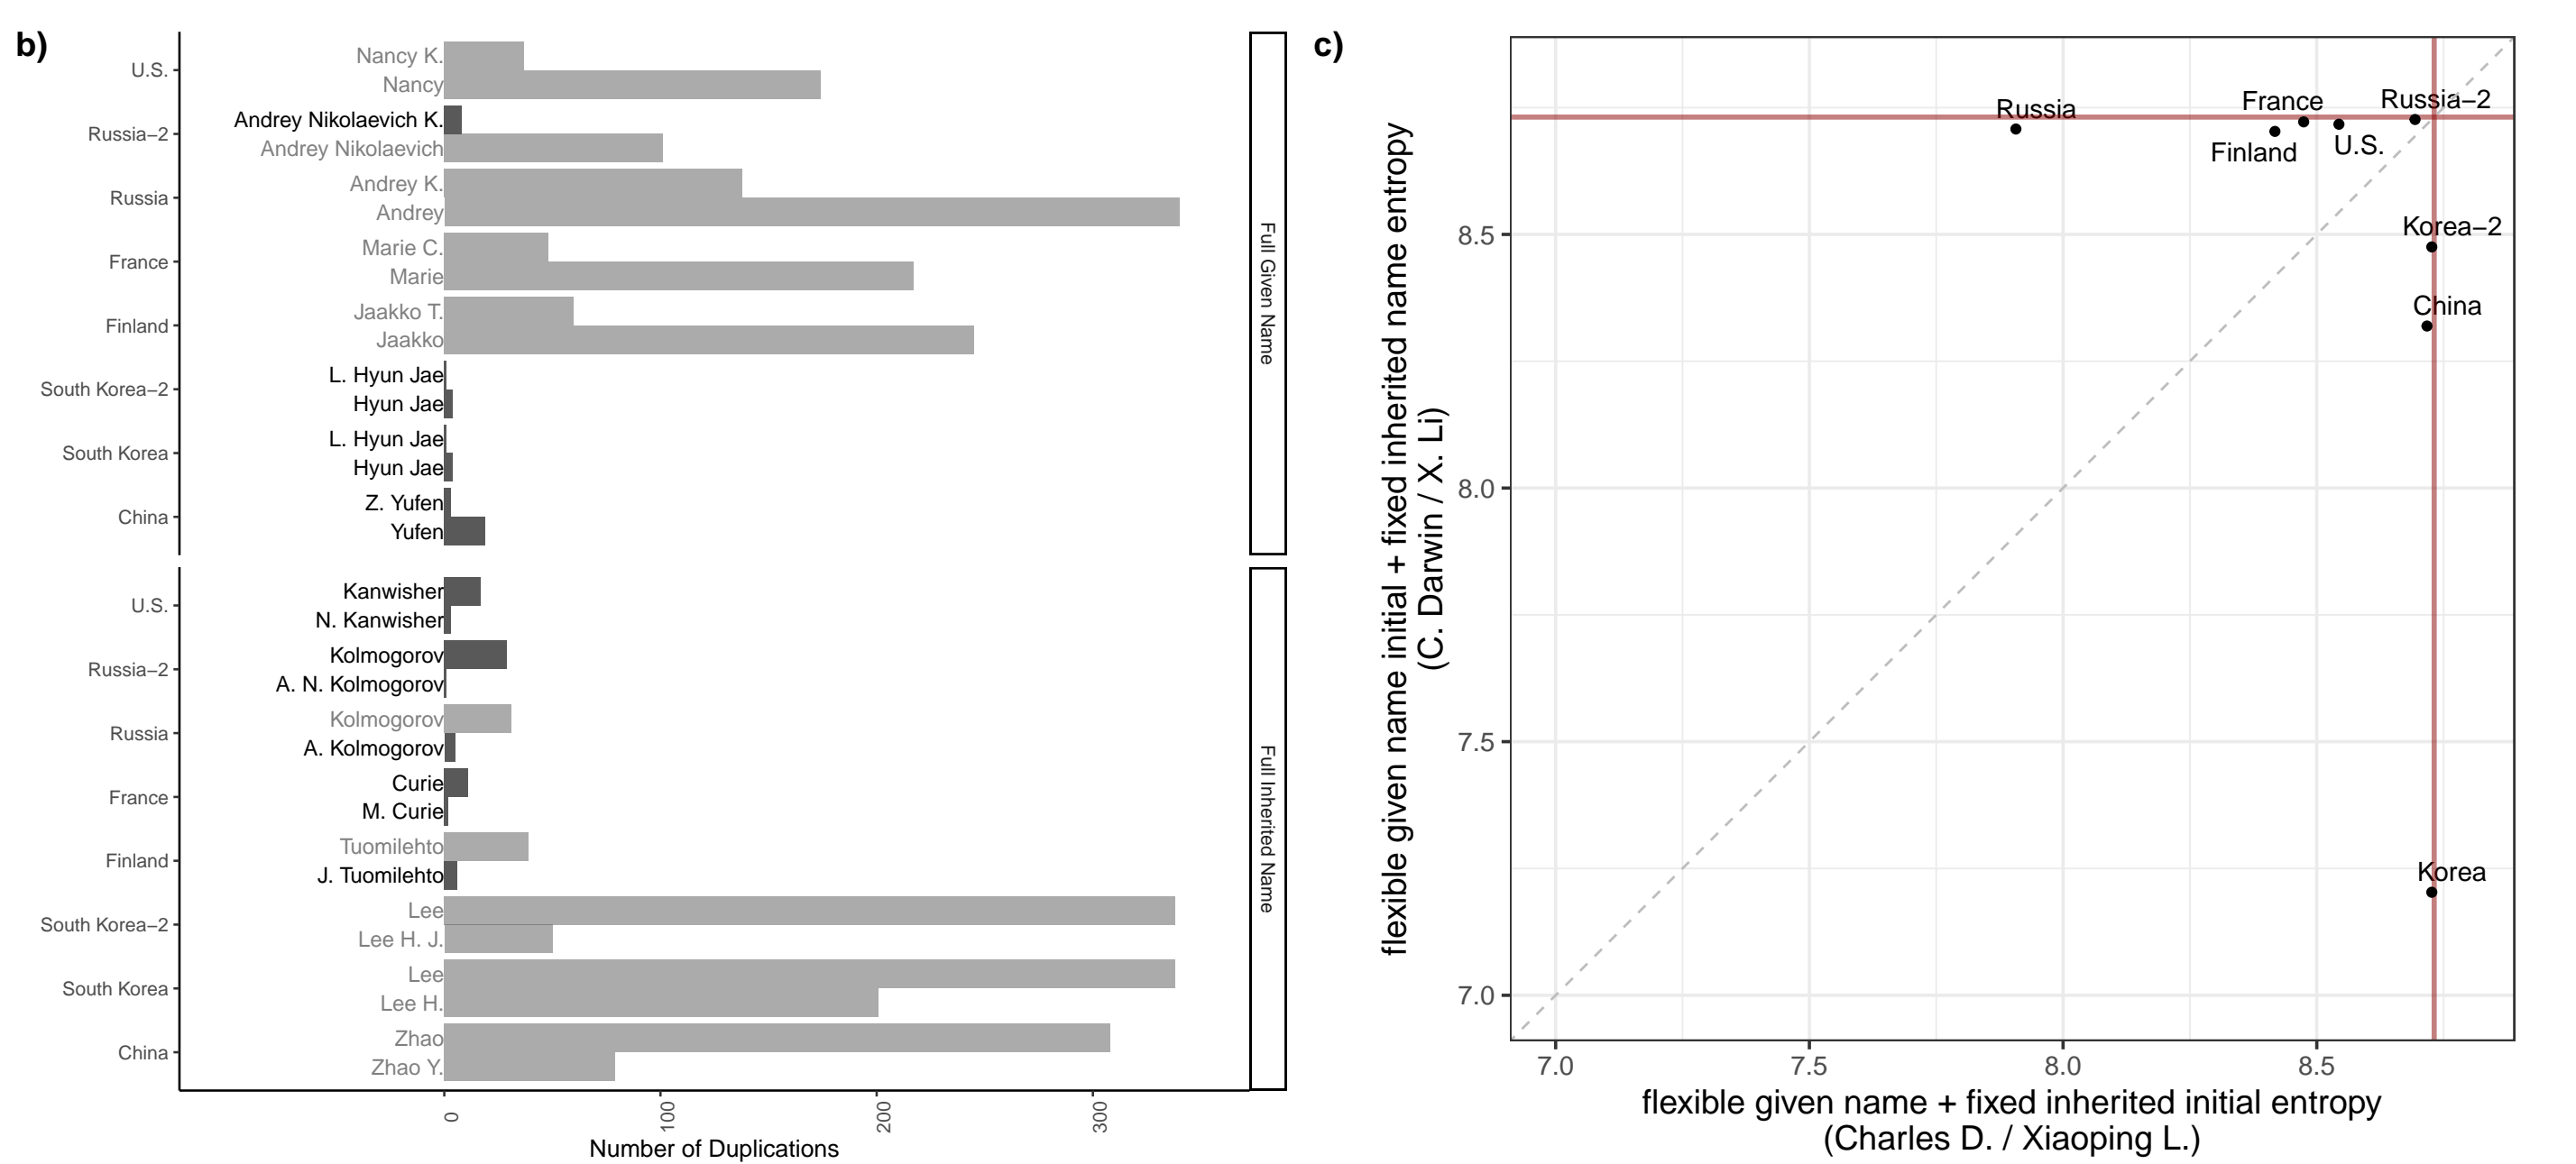 b)
U.S.
Nancy K.
Nancy
Russia−2
Andrey Nikolaevich K.
Andrey Nikolaevich
Russia
Andrey K.
Andrey
France
Marie C.
Marie
Finland
Jaakko T.
Jaakko
South Korea−2
L. Hyun Jae
Hyun Jae
South Korea
L. Hyun Jae
Hyun Jae
China
Z. Yufen
Yufen
Full Given Name
U.S.
Kanwisher
N. Kanwisher
Russia−2
Kolmogorov
A. N. Kolmogorov
Russia
Kolmogorov
A. Kolmogorov
France
Curie
M. Curie
Finland
Tuomilehto
J. Tuomilehto
South Korea−2
Lee
Lee H. J.
South Korea
Lee
Lee H.
China
Zhao
Zhao Y.
Full Inherited Name
0
100
200
300
Number of Duplications
c)
flexible given name initial + fixed inherited name entropy
(C. Darwin / X. Li)
8.5
8.0
7.5
7.0
Russia
France
Russia−2
Finland
U.S.
Korea−2
China
Korea
7.0
7.5
8.0
8.5
flexible given name + fixed inherited initial entropy
(Charles D. / Xiaoping L.)